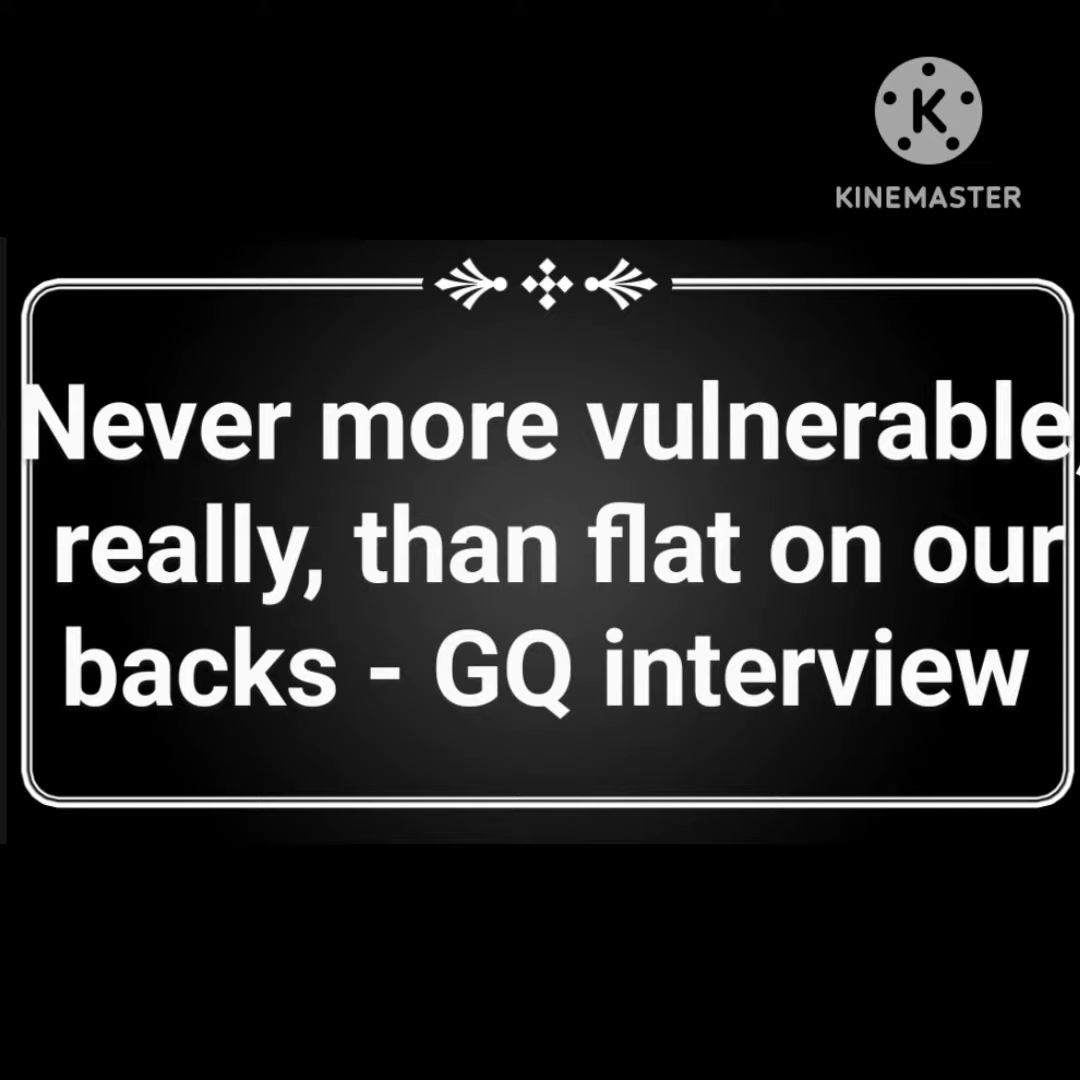 K
KINEMASTER
Never more vulnerable,
really, than flat on our
backs - GQ interview